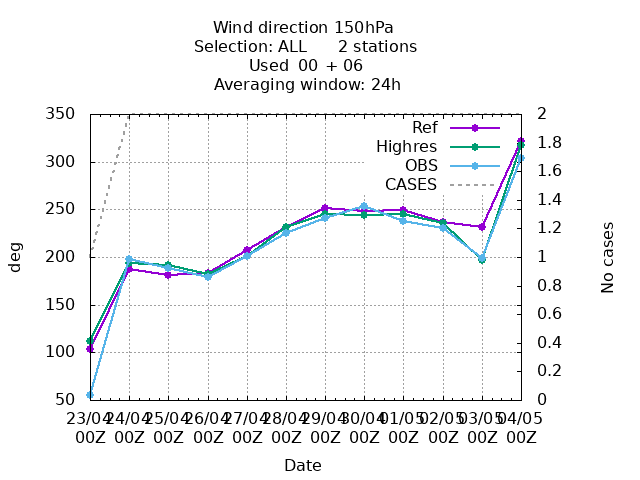 Wind direction 150hPa
Selection: ALL 2 stations
Used 00 + 06
Averaging window: 24h
350
300
250
200
150
100
50
deg
Ref
Highres
OBS
CASES
2
1.8
1.6
1.4
1.2
1
0.8
0.6
0.4
0.2
0
No cases
23/04 24/04 25/04 26/04 27/04 28/04 29/04 30/04 01/05 02/05 03/05 04/05
00Z 00Z 00Z 00Z 00Z 00Z 00Z 00Z 00Z 00Z 00Z 00Z
Date